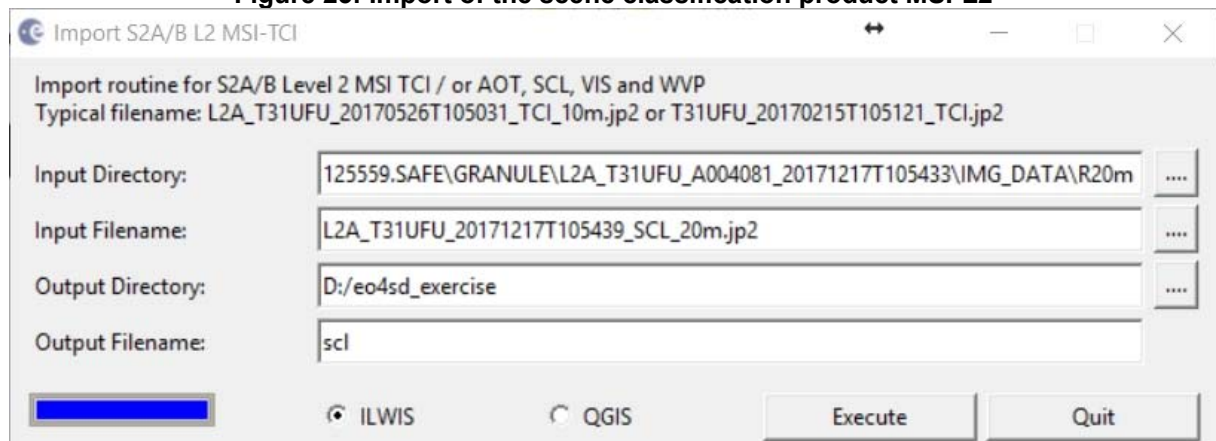 Figure 25: Import of the scene classification product MSI-L2
Import S2A/B L2 MSI-TCI
Import routine for S2A/B Level 2 MSI TCI / or AOT, SCL, VIS and WVP
Typical filename: L2A_T31UFU_20170526T105031_TCI_10m.jp2 or T31UFU_20170215T105121_TCI.jp2
Input Directory: 125559.SAFE\GRANULE\L2A_T31UFU_A004081_20171217T105433\IMG_DATA\R20m ....
Input Filename: L2A_T31UFU_20171217T105439_SCL_20m.jp2 ....
Output Directory: D:/eo4sd_exercise ....
Output Filename: scl
ILWIS QGIS Execute Quit